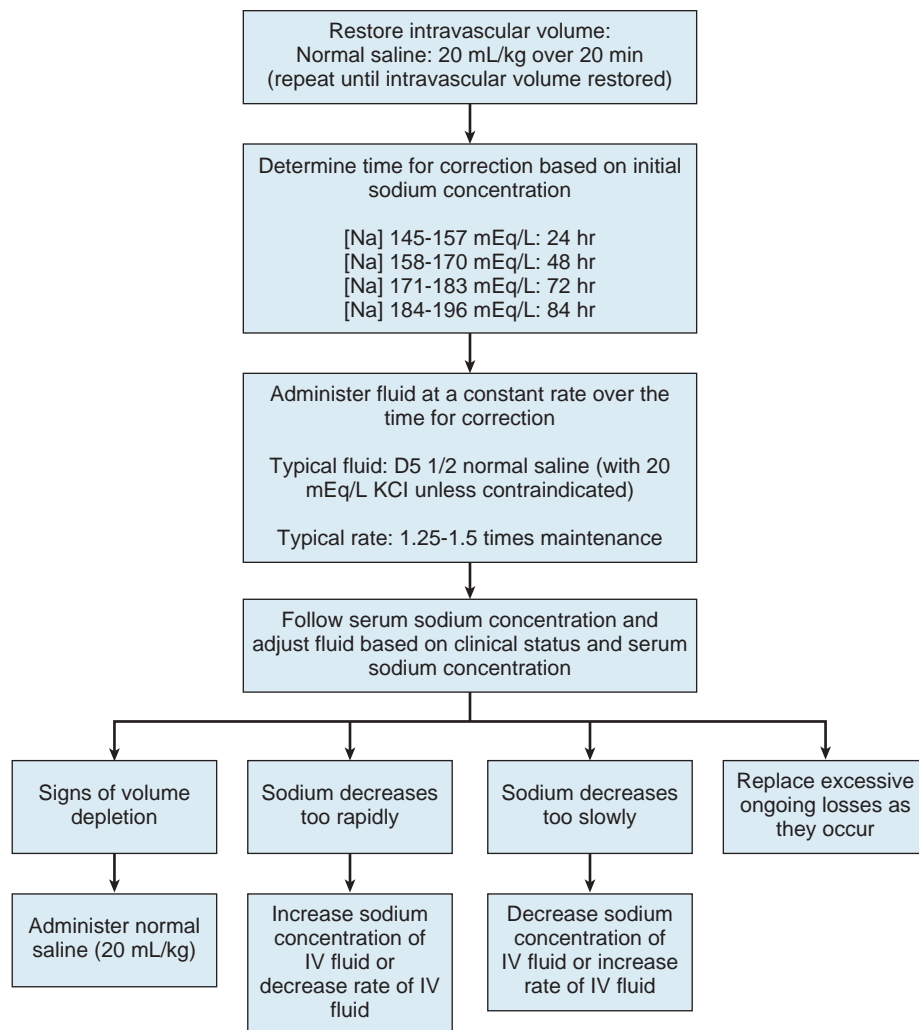 Restore intravascular volume:
Normal saline: 20 mL/kg over 20 min
(repeat until intravascular volume restored)
Determine time for correction based on initial
sodium concentration
[Na] 145-157 mEq/L: 24 hr
[Na] 158-170 mEq/L: 48 hr
[Na] 171-183 mEq/L: 72 hr
[Na] 184-196 mEq/L: 84 hr
Administer fluid at a constant rate over the
time for correction
Typical fluid: D5 1/2 normal saline (with 20
mEq/L KCl unless contraindicated)
Typical rate: 1.25-1.5 times maintenance
Follow serum sodium concentration and
adjust fluid based on clinical status and serum
sodium concentration
Signs of volume
depletion
Administer normal
saline (20 mL/kg)
Sodium decreases
too rapidly
Increase sodium
concentration of
IV fluid or
decrease rate of IV
fluid
Sodium decreases
too slowly
Decrease sodium
concentration of
IV fluid or increase
rate of IV fluid
Replace excessive
ongoing losses as
they occur